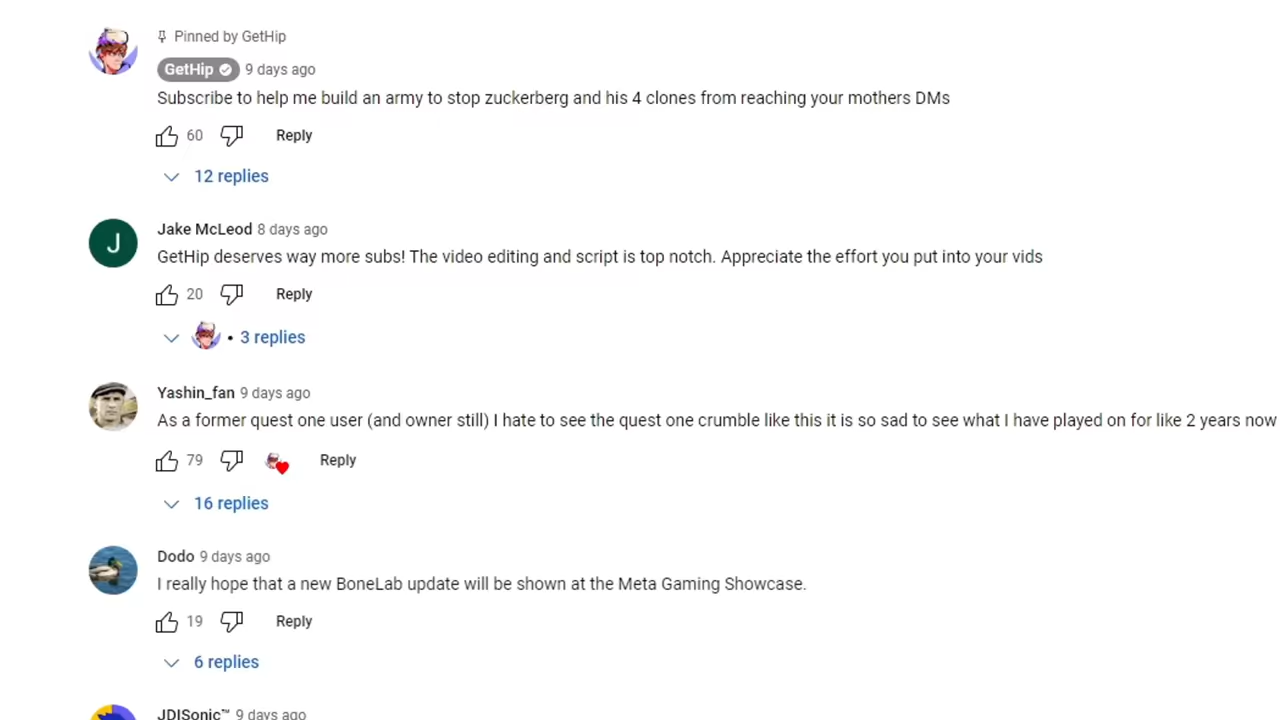 Pinned by GetHip
GetHip 9 days ago
Subscribe to help me build an army to stop zuckerberg and his 4 clones from reaching your mothers DMs
60 Reply
12 replies
J
Jake McLeod 8 days ago
GetHip deserves way more subs! The video editing and script is top notch. Appreciate the effort you put into your vids
20 Reply
• 3 replies
Yashin_fan 9 days ago
As a former quest one user (and owner still) I hate to see the quest one crumble like this it is so sad to see what I have played on for like 2 years now
79 Reply
16 replies
Dodo 9 days ago
I really hope that a new BoneLab update will be shown at the Meta Gaming Showcase.
19 Reply
6 replies
JDISonic™ 9 days ago